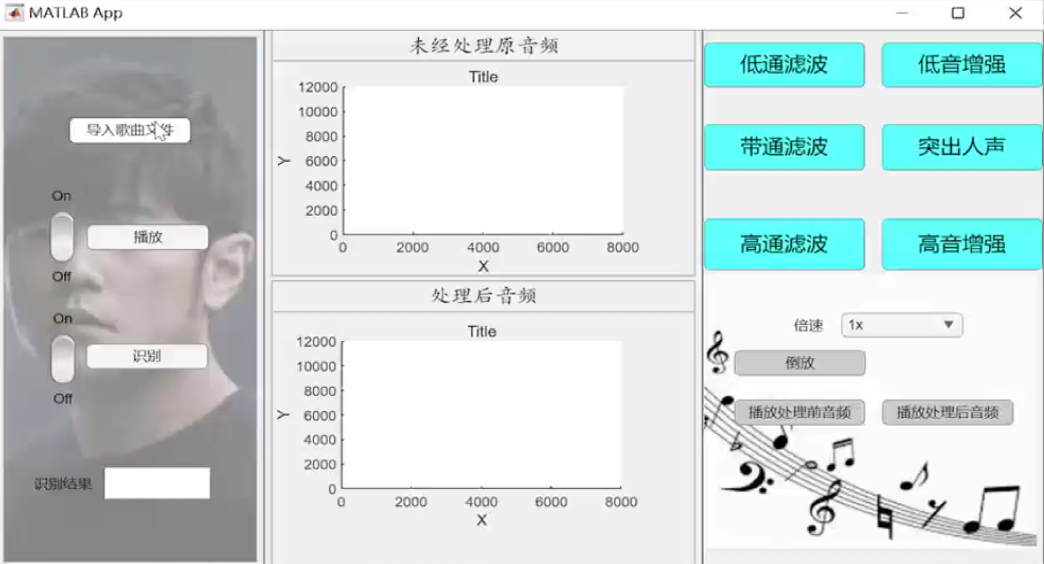 MATLAB App
导入歌曲文件
On
播放
Off
On
识别
Off
识别结果
未经处理原音频
Title
12000
10000
8000
6000
4000
2000
0
Y
0 2000 4000 6000 8000
X
处理后音频
Title
12000
10000
8000
6000
4000
2000
0
Y
0 2000 4000 6000 8000
X
低通滤波 低音增强
带通滤波 突出人声
高通滤波 高音增强
倍速 1x
倒放
播放处理前音频 播放处理后音频